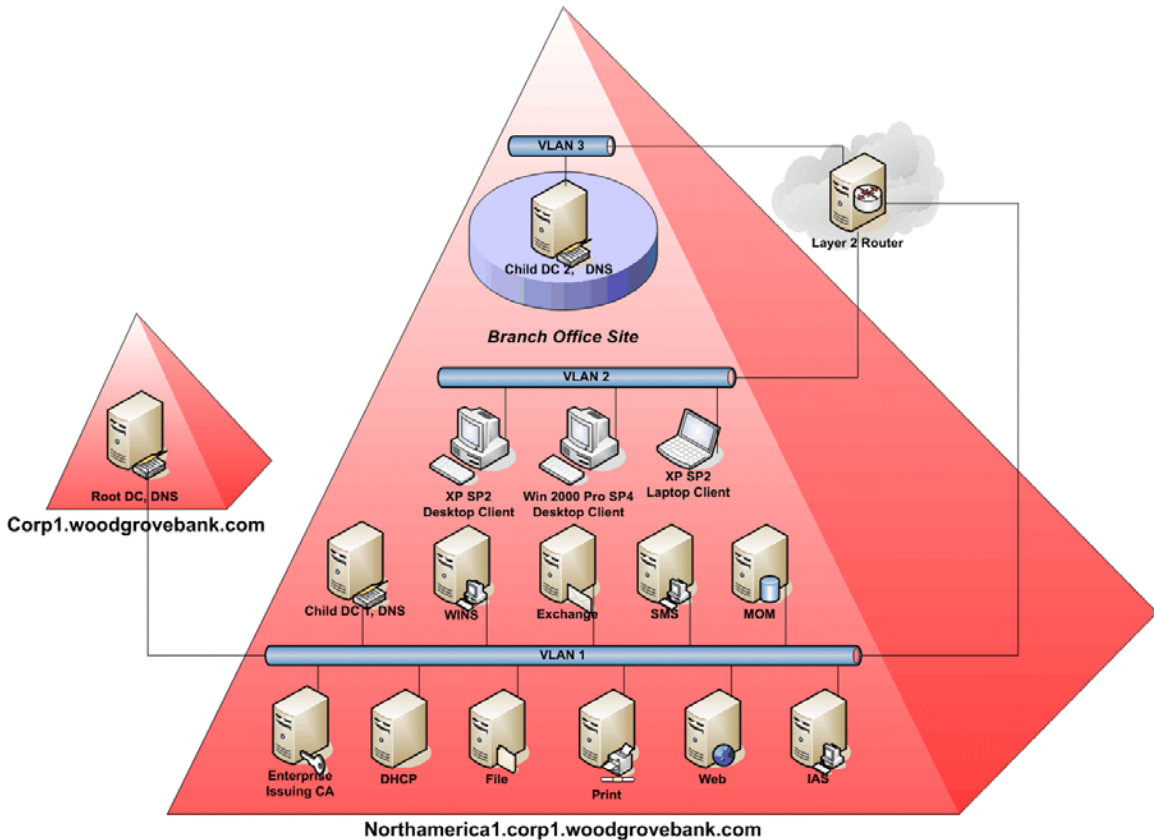 VLAN 3
Layer 2 Router
Child DC 2, DNS
Branch Office Site
VLAN 2
XP SP2
Desktop Client
Win 2000 Pro SP4
Desktop Client
XP SP2
Laptop Client
Root DC, DNS
Corp1.woodgrovebank.com
Child DC 1, DNS
WINS
Exchange
SMS
MOM
VLAN 1
Enterprise
Issuing CA
DHCP
File
Print
Web
IAS
Northamerica1.corp1.woodgrovebank.com